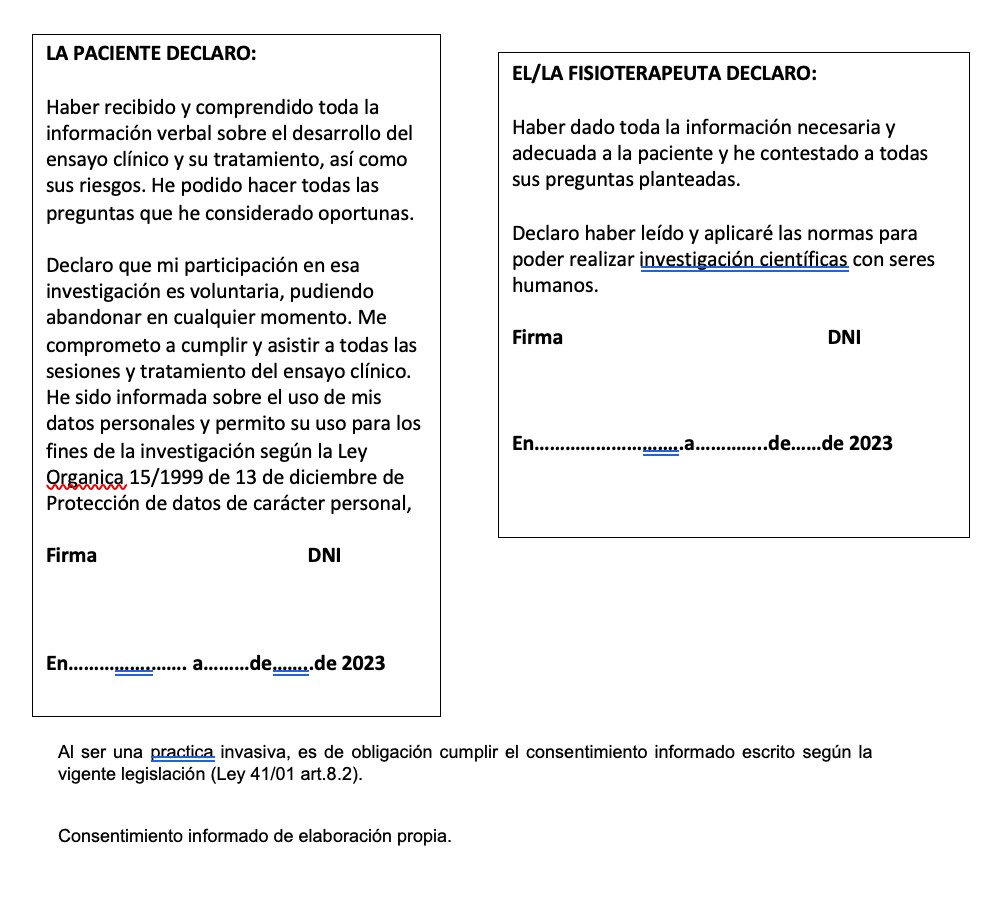 LA PACIENTE DECLARO:
Haber recibido y comprendido toda la
información verbal sobre el desarrollo del
ensayo clínico y su tratamiento, así como
sus riesgos. He podido hacer todas las
preguntas que he considerado oportunas.
Declaro que mi participación en esa
investigación es voluntaria, pudiendo
abandonar en cualquier momento. Me
comprometo a cumplir y asistir a todas las
sesiones y tratamiento del ensayo clínico.
He sido informada sobre el uso de mis
datos personales y permito su uso para los
fines de la investigación según la Ley
Organica 15/1999 de 13 de diciembre de
Protección de datos de carácter personal,
Firma DNI
En...................... a.........de........de 2023
EL/LA FISIOTERAPEUTA DECLARO:
Haber dado toda la información necesaria y
adecuada a la paciente y he contestado a todas
sus preguntas planteadas.
Declaro haber leído y aplicaré las normas para
poder realizar investigación científicas con seres
humanos.
Firma DNI
En..............................a..............de......de 2023
Al ser una practica invasiva, es de obligación cumplir el consentimiento informado escrito según la
vigente legislación (Ley 41/01 art.8.2).
Consentimiento informado de elaboración propia.